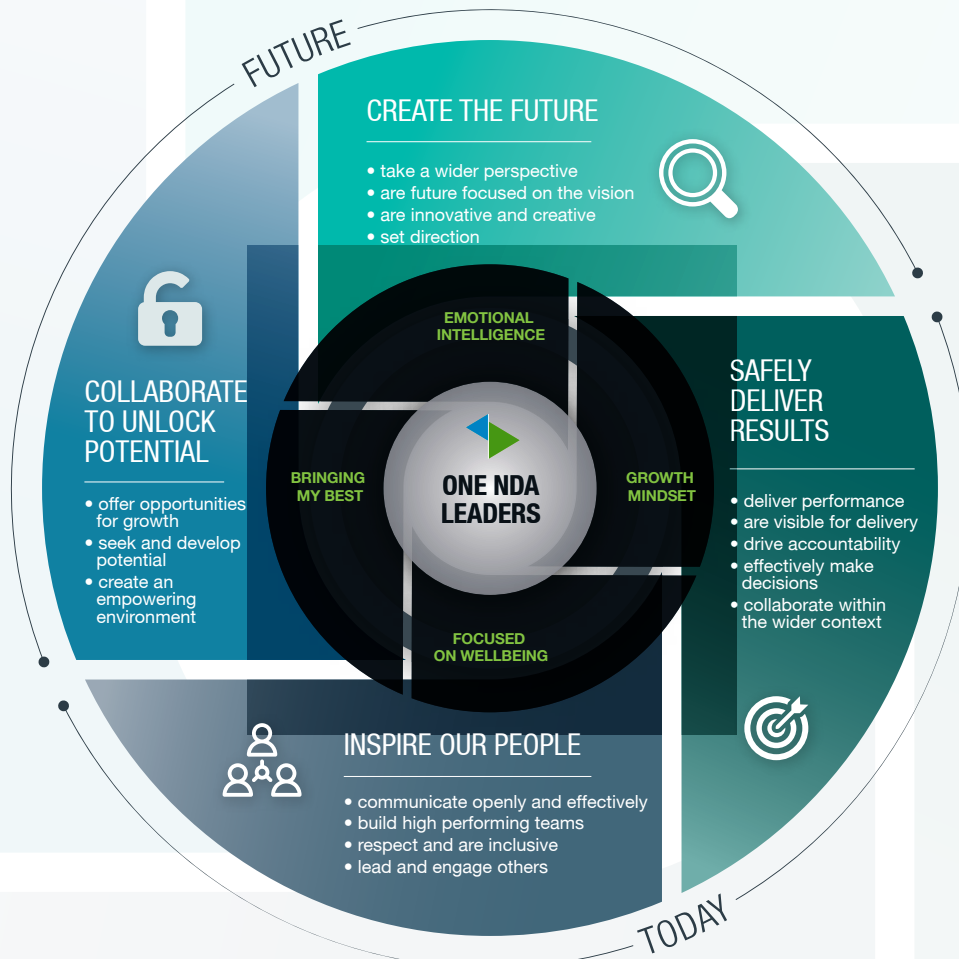 FUTURE
CREATE THE FUTURE
• take a wider perspective
• are future focused on the vision
• are innovative and creative
• set direction
COLLABORATE
TO UNLOCK
POTENTIAL
• offer opportunities
for growth
• seek and develop
potential
• create an
empowering
environment
EMOTIONAL
INTELLIGENCE
BRINGING
MY BEST
ONE NDA
LEADERS
GROWTH
MINDSET
FOCUSED
ON WELLBEING
SAFELY
DELIVER
RESULTS
• deliver performance
• are visible for delivery
• drive accountability
• effectively make
decisions
• collaborate within
the wider context
INSPIRE OUR PEOPLE
• communicate openly and effectively
• build high performing teams
• respect and are inclusive
• lead and engage others
TODAY